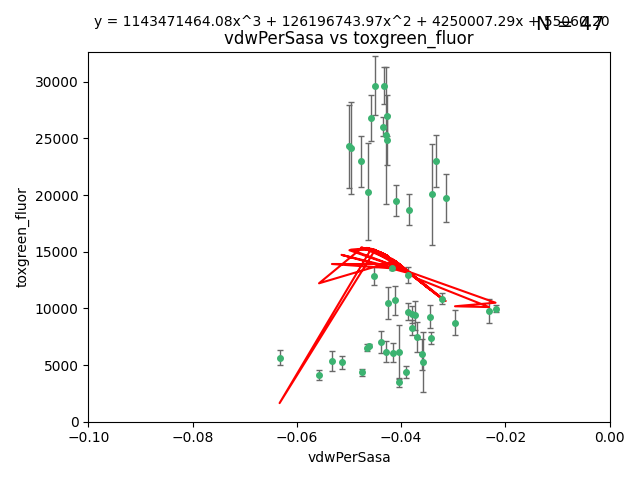 y = 1143471464.08x^3 + 126196743.97x^2 + 4250007.29x + 55060.20
N = 47
vdwPerSasa vs toxgreen_fluor
toxgreen_fluor
30000
25000
20000
15000
10000
5000
0
−0.10 −0.08 −0.06 −0.04 −0.02 0.00
vdwPerSasa